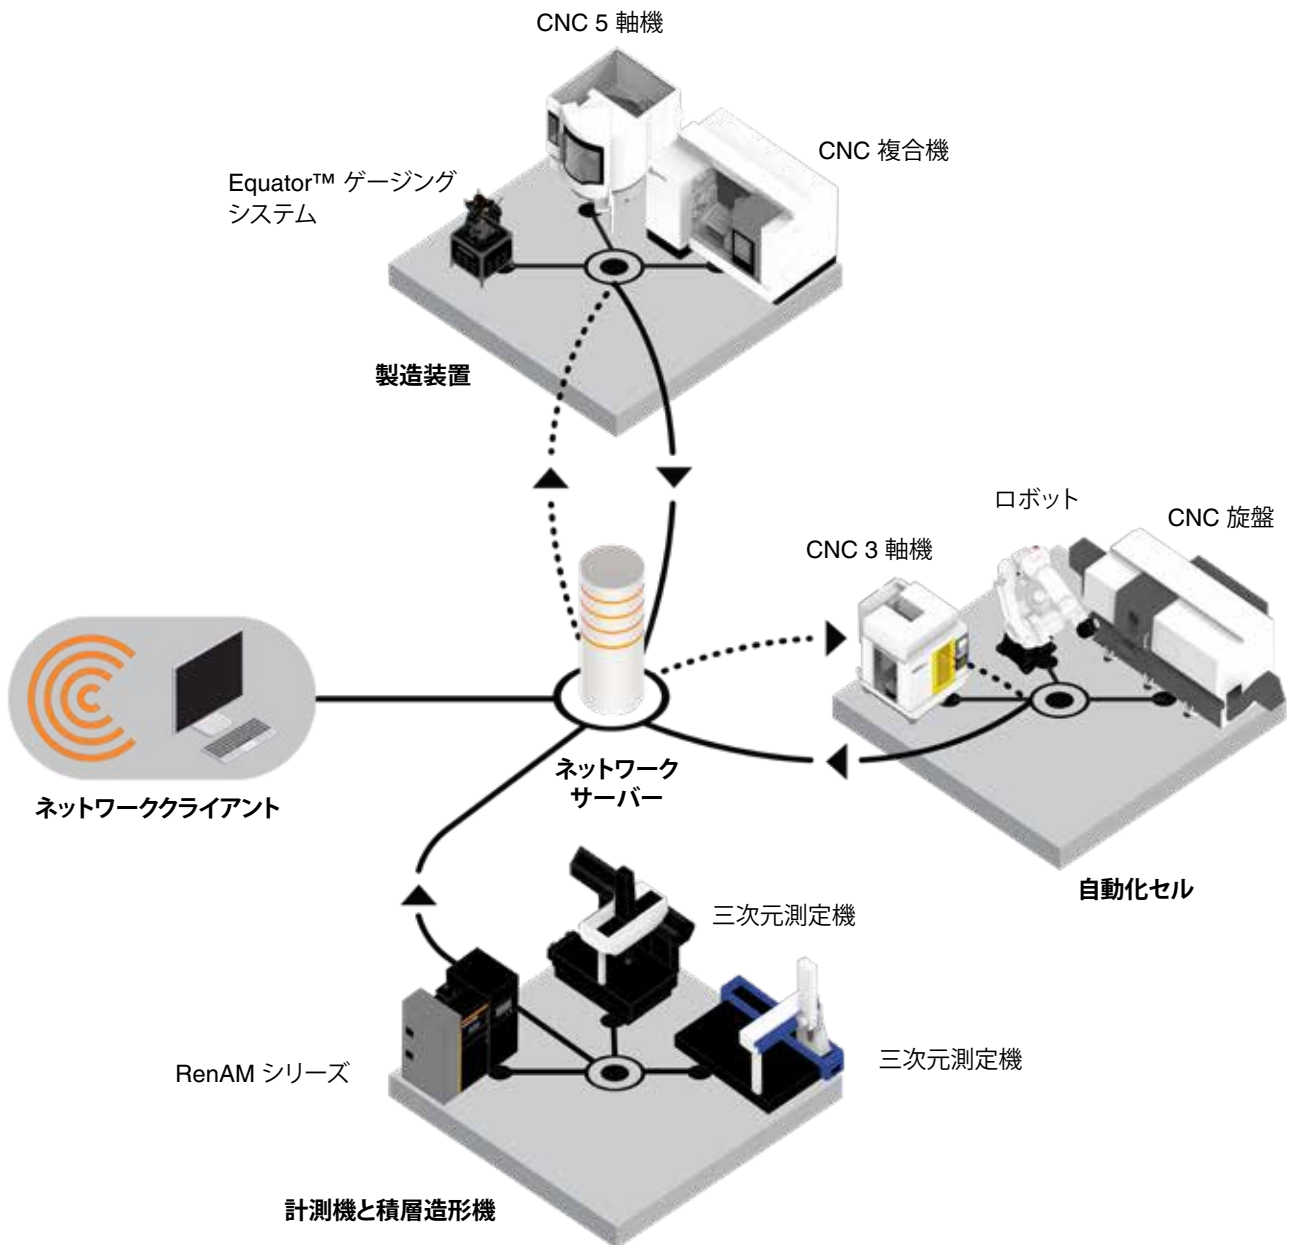 CNC 5 軸機
CNC 複合機
Equator™ ゲージング
システム
製造装置
ロボット
CNC 旋盤
CNC 3 軸機
ネットワーク
サーバー
ネットワーククライアント
自動化セル
三次元測定機
三次元測定機
RenAM シリーズ
計測機と積層造形機